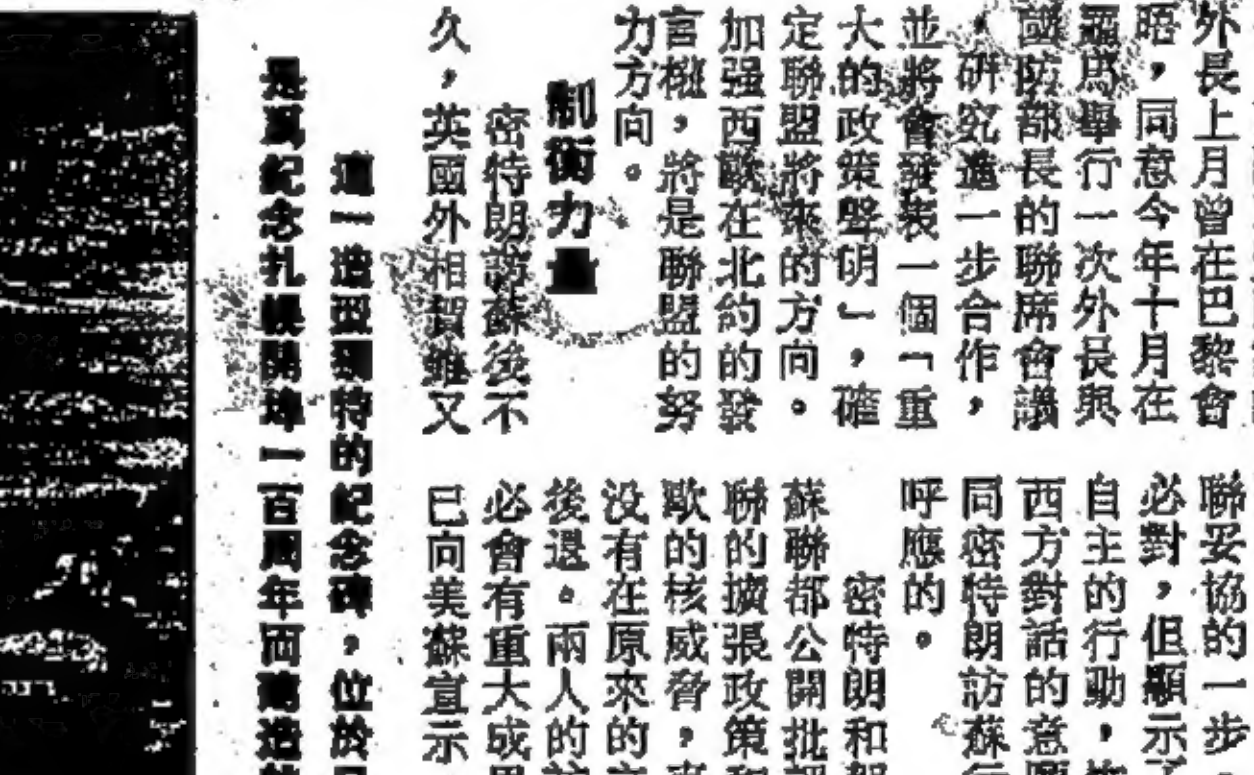 外長上月曾在巴黎會
晤，同意今年十月在
羅馬舉行一次外長與
國防部長的聯席會議
，研究進一步合作，
並將會發表一個「重
大的政策聲明」，確
定聯盟將來的方向。
加强西歐在北約的發
言權，將是聯盟的努
力方向。
制衡力量
密特朗訪蘇後不
久，英國外相賀維又
聯妥協的一步
必對，但顯示了
自主的行動，
西方對話的意
同密特朗訪蘇
呼應的。
密特朗和
蘇聯都公開批
聯的擴張政策
歐的核威脅，
没有在原來的
後退。兩人的
必會有重大成
已向美蘇宣示
這一造型獨特的紀念碑，位於
是爲紀念扎幌開埠一百周年而